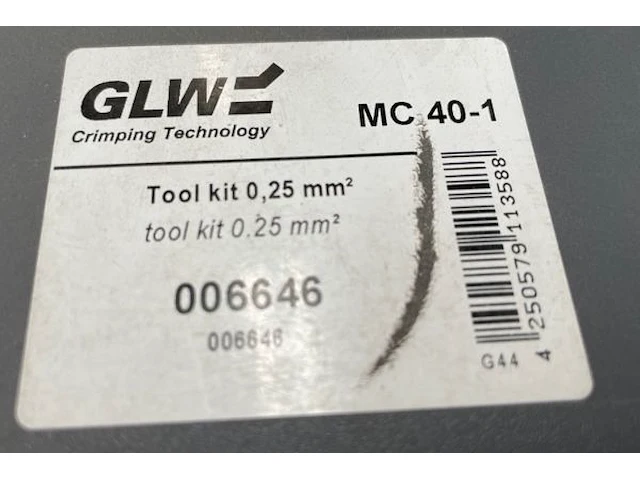 GLW
Crimping Technology
MC 40-1
Tool kit 0,25 mm²
tool kit 0.25 mm²
006646
006646
G44
4 250579 113588